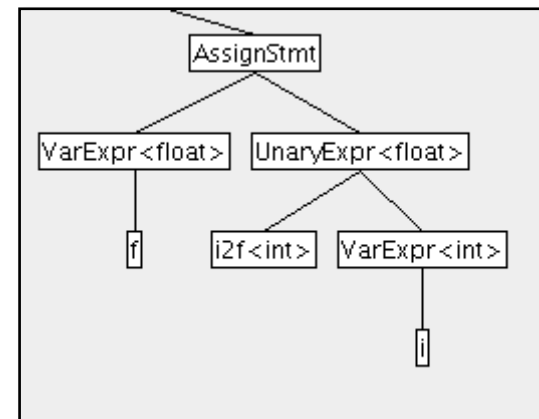 AssignStmt
VarExpr<float>
UnaryExpr<float>
f
i2f<int>
VarExpr<int>
i